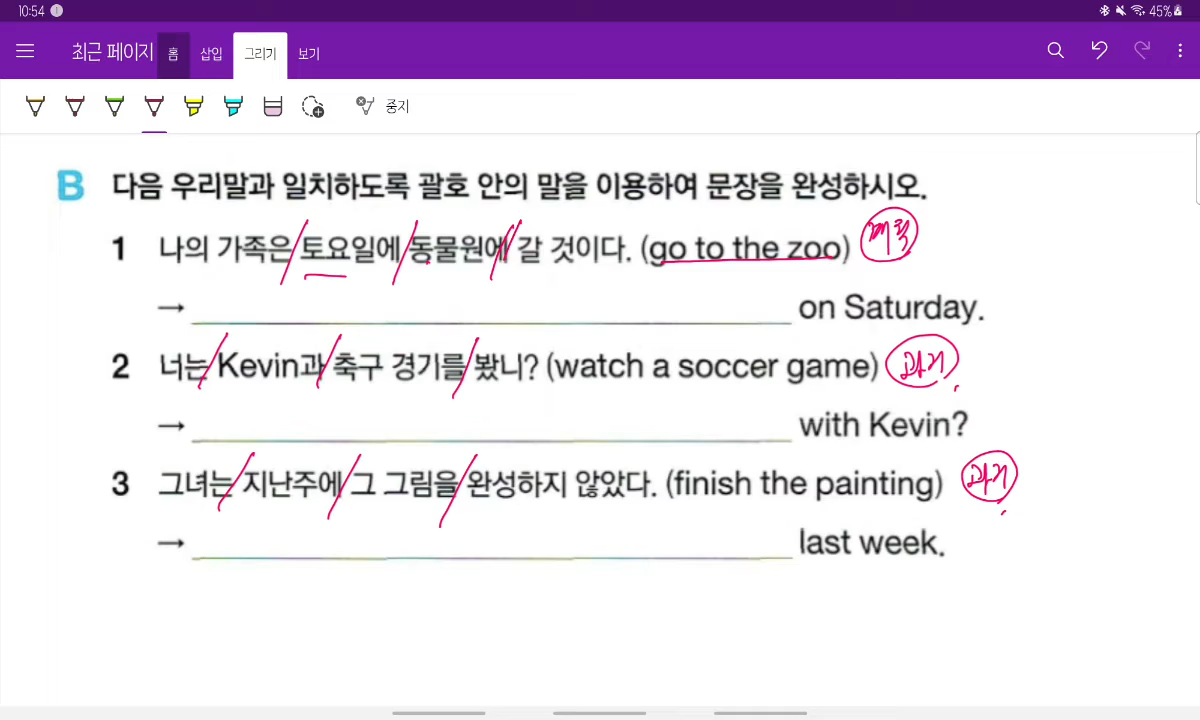 10:54 45%
최근 페이지 홈 삽입 그리기 보기
중지
B 다음 우리말과 일치하도록 괄호 안의 말을 이용하여 문장을 완성하시오.
1 나의 가족은 토요일에 동물원에 갈 것이다. (go to the zoo) 미래
→ on Saturday.
2 너는 Kevin과 축구 경기를 봤니? (watch a soccer game) 과거
→ with Kevin?
3 그녀는 지난주에 그 그림을 완성하지 않았다. (finish the painting) 과거
→ last week.